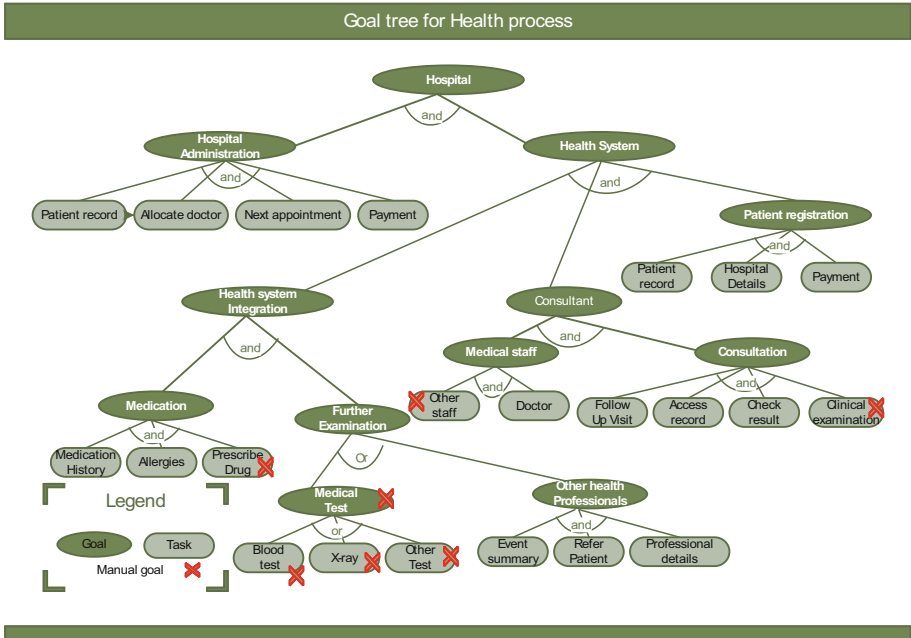 Goal tree for Health process
Hospital
and
Hospital
Administration
Health System
and
and
Patient record
Allocate doctor
Next appointment
Payment
Patient registration
and
Patient
record
Hospital
Details
Payment
Health system
Integration
Consultant
and
and
Medical staff
Consultation
and
and
Other
staff
Doctor
Follow
Up Visit
Access
record
Check
result
Clinical
examination
Medication
Further
Examination
and
Or
Medication
History
Allergies
Prescribe
Drug
Medical
Test
Other health
Professionals
or
and
Blood
test
X-ray
Other
Test
Event
summary
Refer
Patient
Professional
details
Legend
Goal
Task
Manual goal